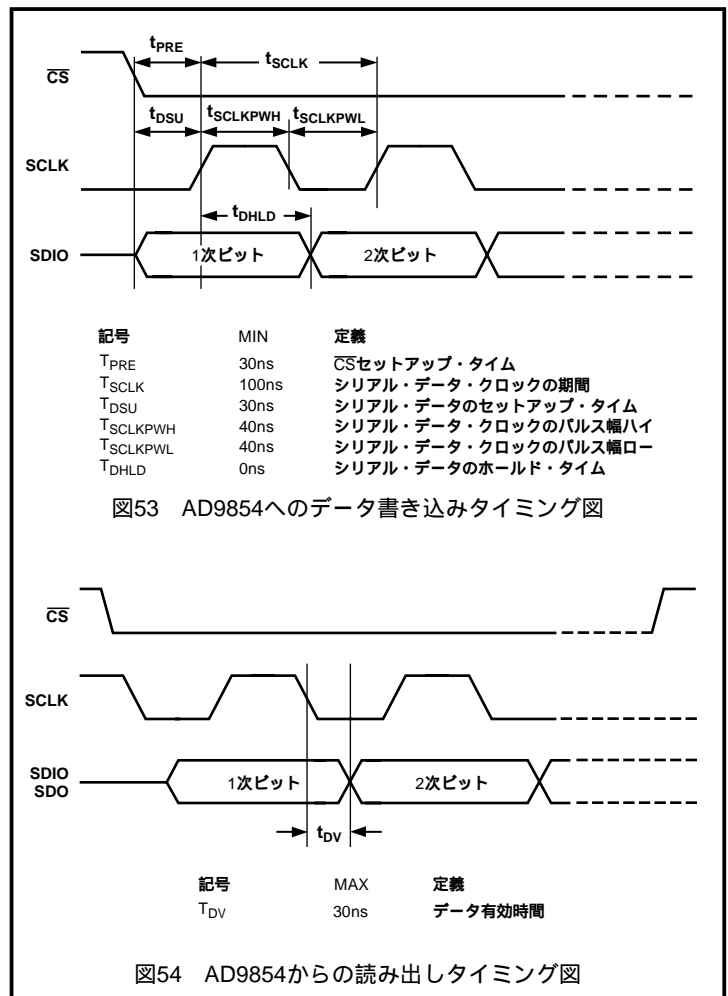 tPRE
tSCLK
CS
tDSU
tSCLKPWH
tSCLKPWL
SCLK
tDHLD
SDIO
1次ビット
2次ビット
記号 MIN 定義
TPRE 30ns CSセットアップ・タイム
TSCLK 100ns シリアル・データ・クロックの期間
TDSU 30ns シリアル・データのセットアップ・タイム
TSCLKPWH 40ns シリアル・データ・クロックのパルス幅ハイ
TSCLKPWL 40ns シリアル・データ・クロックのパルス幅ロー
TDHLD 0ns シリアル・データのホールド・タイム
図53 AD9854へのデータ書き込みタイミング図
CS
SCLK
SDIO
SDO
1次ビット
2次ビット
tDV
記号 MAX 定義
TDV 30ns データ有効時間
図54 AD9854からの読み出しタイミング図